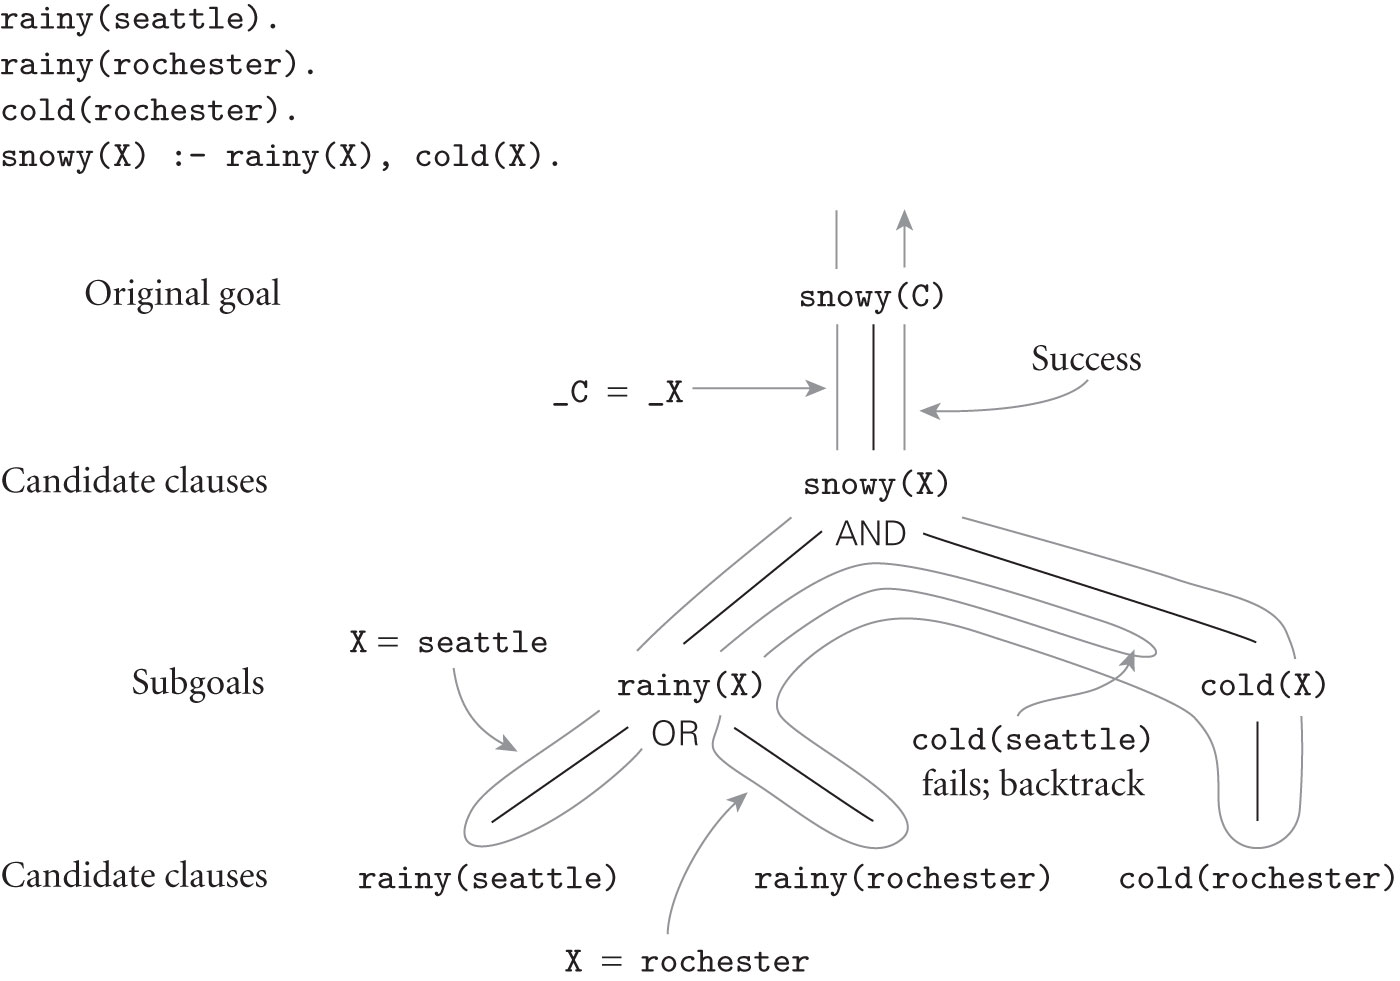 rainy(seattle).
rainy(rochester).
cold(rochester).
snowy(X) :- rainy(X), cold(X).
Original goal
snowy(C)
Success
_C = _X
Candidate clauses
snowy(X)
AND
X = seattle
Subgoals
rainy(X)
cold(X)
OR
cold(seattle)
fails; backtrack
Candidate clauses
rainy(seattle)
rainy(rochester)
cold(rochester)
X = rochester